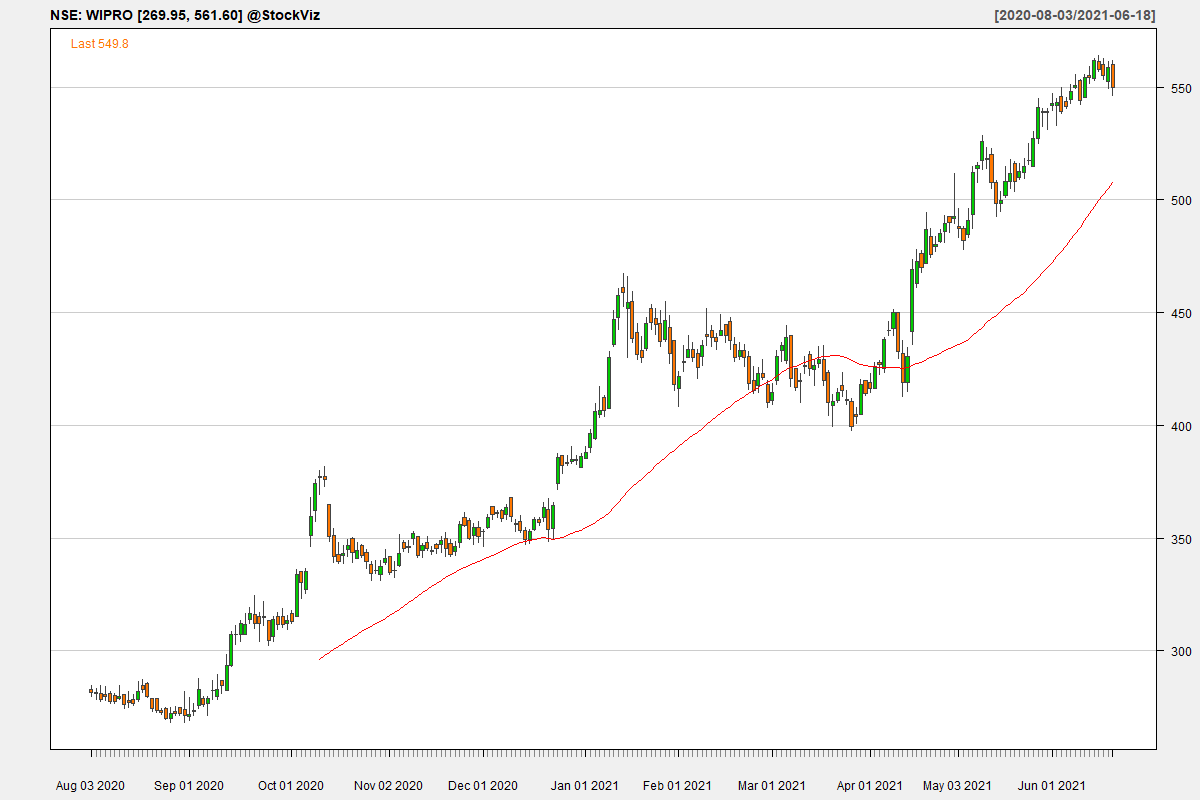 NSE: WIPRO [269.95, 561.60] @StockViz
[2020-08-03/2021-06-18]
Last 549.8
550
500
450
400
350
300
Aug 03 2020
Sep 01 2020
Oct 01 2020
Nov 02 2020
Dec 01 2020
Jan 01 2021
Feb 01 2021
Mar 01 2021
Apr 01 2021
May 03 2021
Jun 01 2021